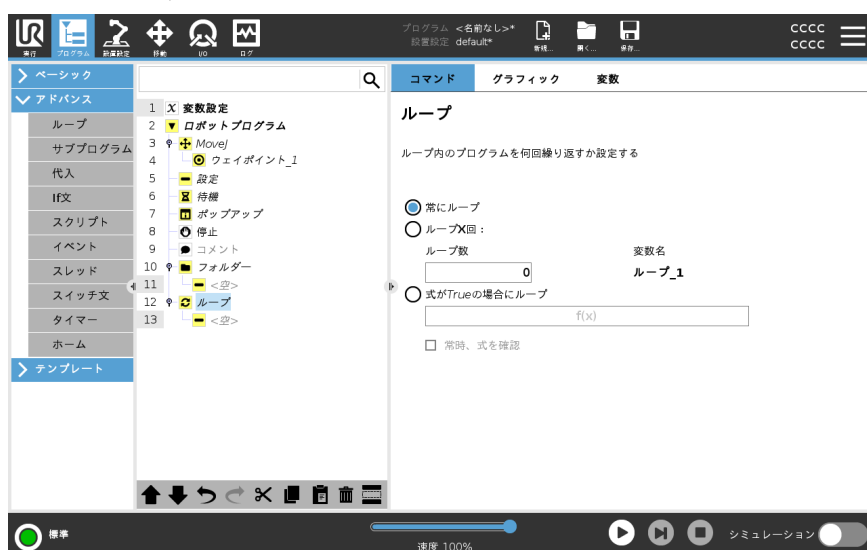 UR
実行
プログラム
設置設定
移動
I/O
ログ
プログラム <名前なし>*
設置設定 default*
新規...
開く...
保存...
cccc
cccc
ベーシック
アドバンス
ループ
サブプログラム
代入
If文
スクリプト
イベント
スレッド
スイッチ文
タイマー
ホーム
テンプレート
1 X 変数設定
2 ロボットプログラム
3 MoveJ
4 ウェイポイント_1
5 設定
6 待機
7 ポップアップ
8 停止
9 コメント
10 フォルダー
11 <空>
12 ループ
13 <空>
コマンド グラフィック 変数
ループ
ループ内のプログラムを何回繰り返すか設定する
常にループ
ループX回：
ループ数 変数名
0 ループ_1
式がTrueの場合にループ
f(x)
常時、式を確認
標準
速度 100%
シミュレーション